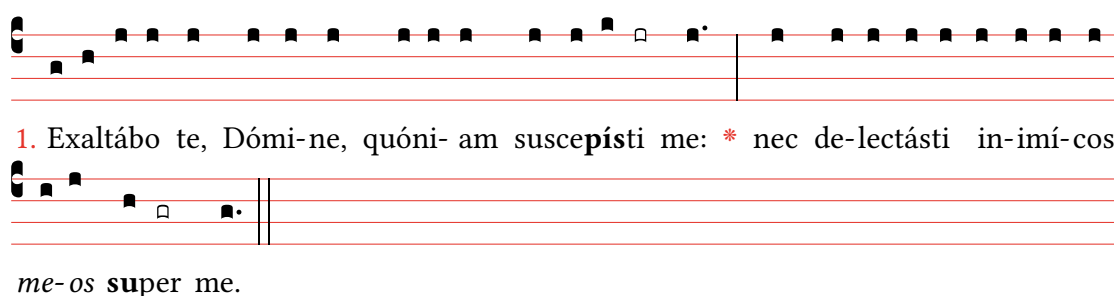 1. Exaltábo te, Dómi-ne, quóni- am suscepísti me: * nec de-lectásti in-imí-cos
me-os super me.